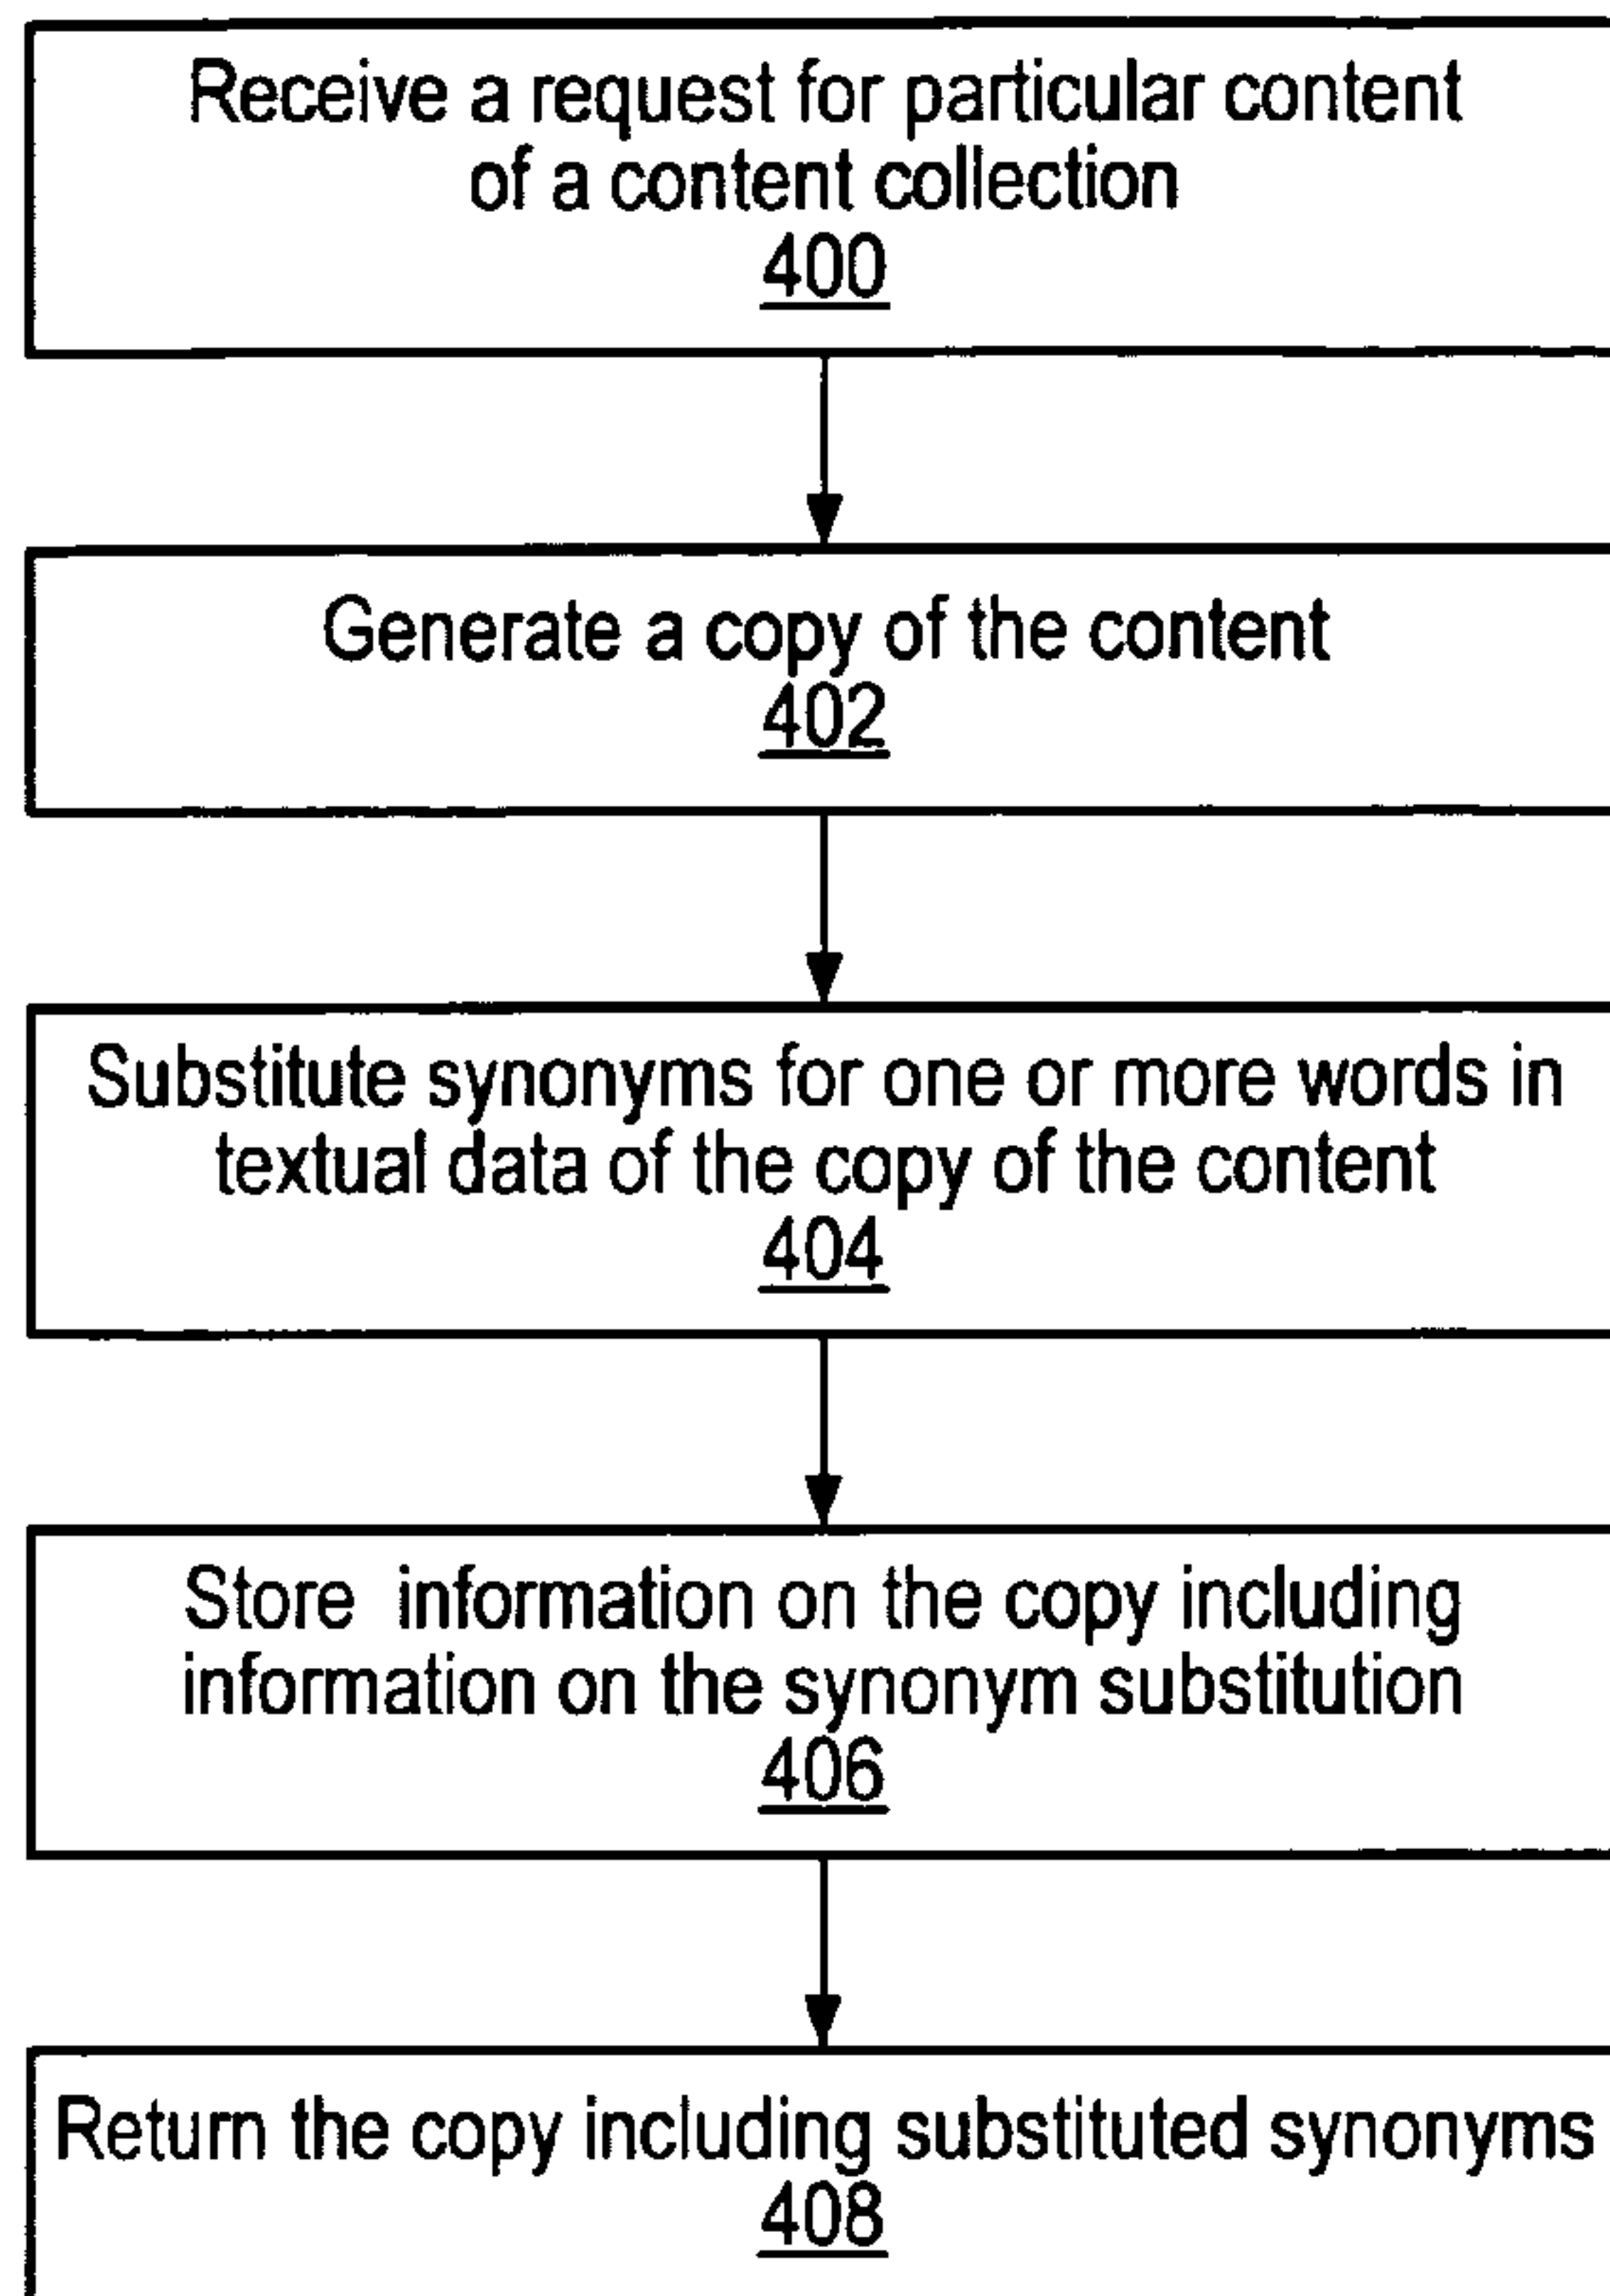 Receive a request for particular content
of a content collection
400
Generate a copy of the content
402
Substitute synonyms for one or more words in
textual data of the copy of the content
404
Store information on the copy including
information on the synonym substitution
406
Return the copy including substituted synonyms
408